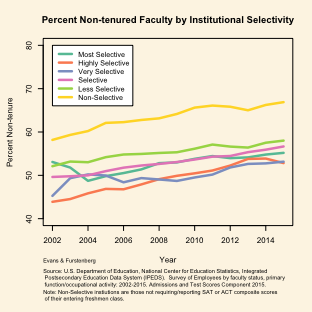 Percent Non-tenured Faculty by Institutional Selectivity
80
70
60
50
40
Percent Non-tenure
Most Selective
Highly Selective
Very Selective
Selective
Less Selective
Non-Selective
2002 2004 2006 2008 2010 2012 2014
Year
Evans & Furstenberg
Source: U.S. Department of Education, National Center for Education Statistics, Integrated
Postsecondary Education Data System (IPEDS). Survey of Employees by faculty status, primary
function/occupational activity: 2002-2015. Admissions and Test Scores Component 2015.
Note: Non-Selective insitutions are those not requiring/reporting SAT or ACT composite scores
of their entering freshmen class.